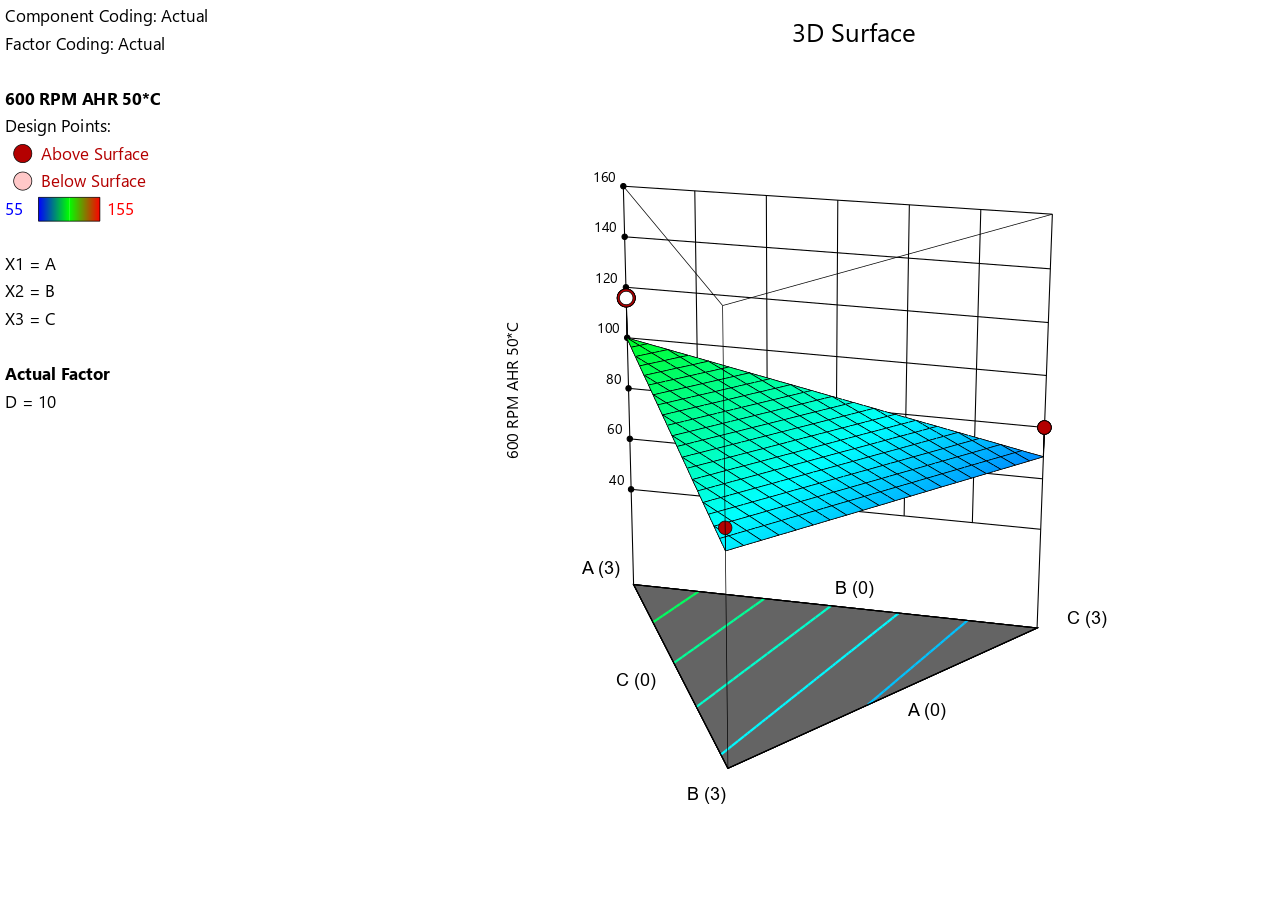 Component Coding: Actual
Factor Coding: Actual
600 RPM AHR 50*C
Design Points:
Above Surface
Below Surface
55 155
X1 = A
X2 = B
X3 = C
Actual Factor
D = 10
3D Surface
600 RPM AHR 50*C
160
140
120
100
80
60
40
A (3)
B (0)
C (3)
C (0)
A (0)
B (3)